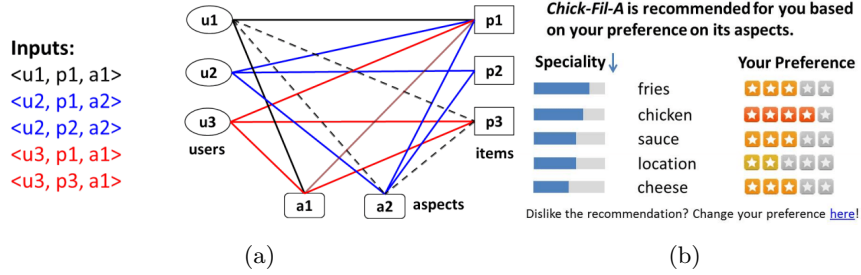 Inputs:
<u1, p1, a1>
<u2, p1, a2>
<u2, p2, a2>
<u3, p1, a1>
<u3, p3, a1>
u1
u2
u3
users
p1
p2
p3
items
a1
a2
aspects
(a)
Chick-Fil-A is recommended for you based
on your preference on its aspects.
Speciality
Your Preference
fries
chicken
sauce
location
cheese
Dislike the recommendation? Change your preference here!
(b)